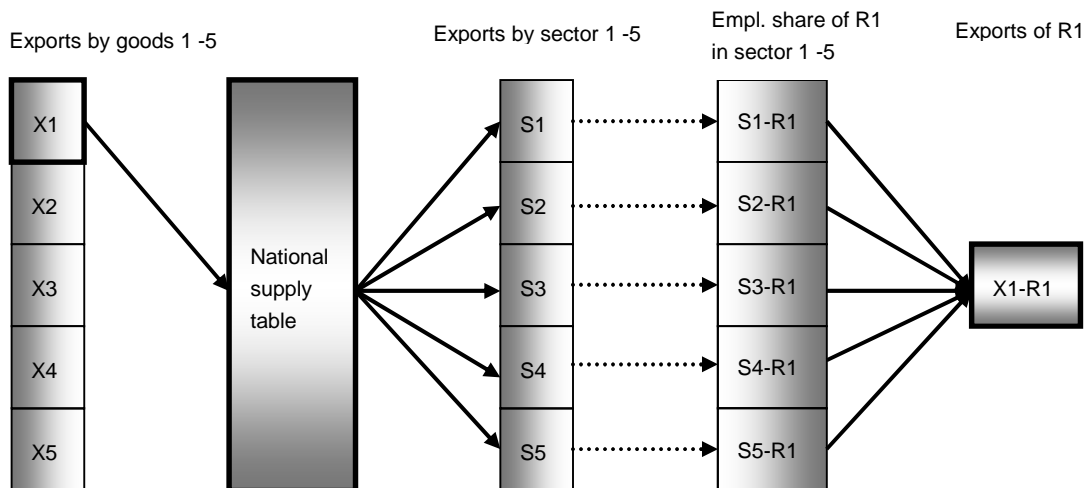 Exports by goods 1 -5
Exports by sector 1 -5
Empl. share of R1
in sector 1 -5
Exports of R1
X1
X2
X3
X4
X5
National
supply
table
S1
S2
S3
S4
S5
S1-R1
S2-R1
S3-R1
S4-R1
S5-R1
X1-R1